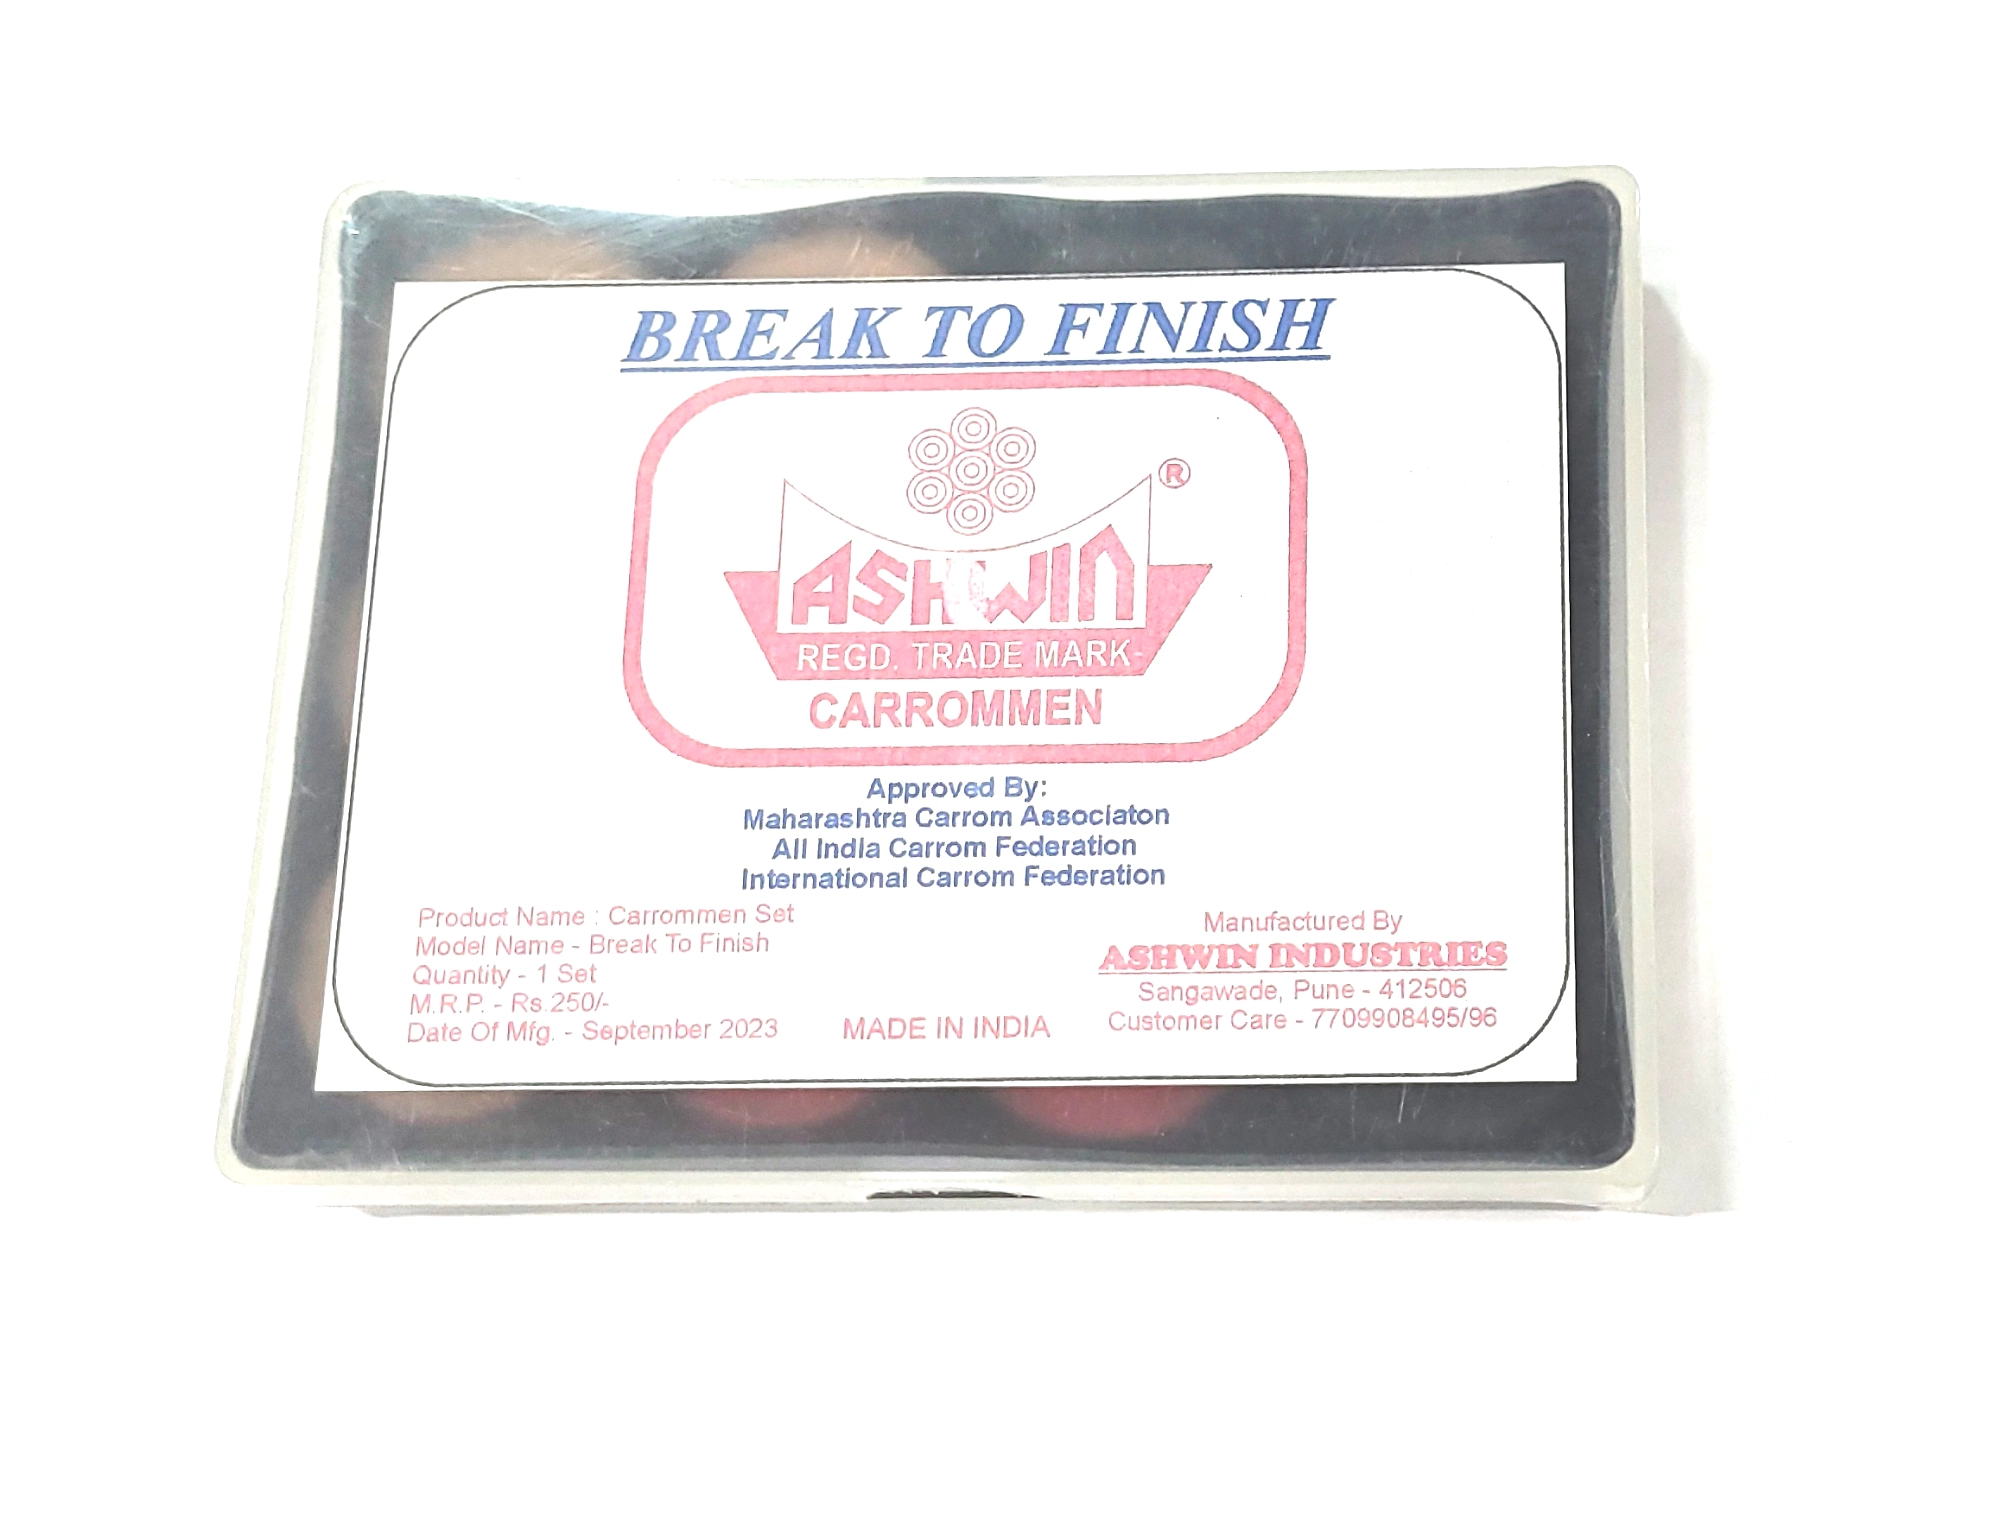 BREAK TO FINISH
®
ASHWIN
REGD. TRADE MARK
CARROMMEN
Approved By:
Maharashtra Carrom Associaton
All India Carrom Federation
International Carrom Federation
Product Name : Carrommen Set
Model Name - Break To Finish
Quantity - 1 Set
M.R.P. - Rs.250/-
Date Of Mfg. - September 2023
MADE IN INDIA
Manufactured By
ASHWIN INDUSTRIES
Sangawade, Pune - 412506
Customer Care - 7709908495/96